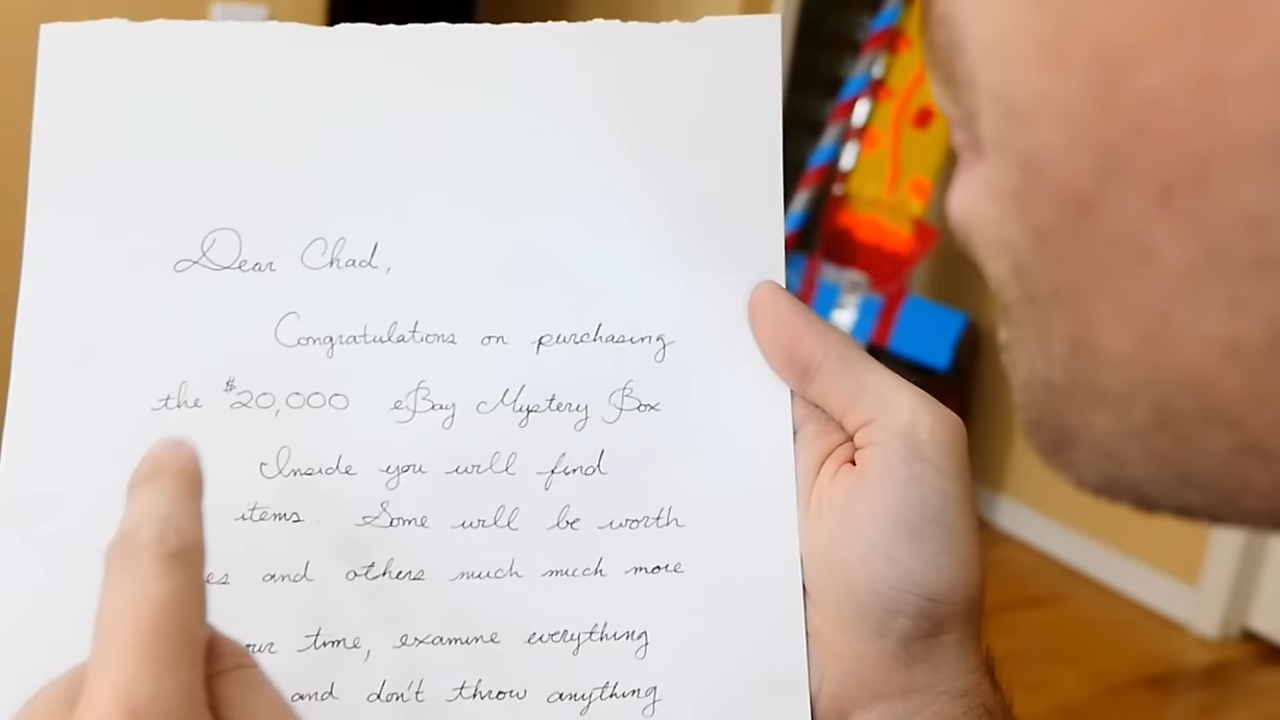 Dear Chad,
Congratulations on purchasing
the $20,000 eBay Mystery Box
Inside you will find
items. Some will be worth
and others much much more
time, examine everything
and don't throw anything